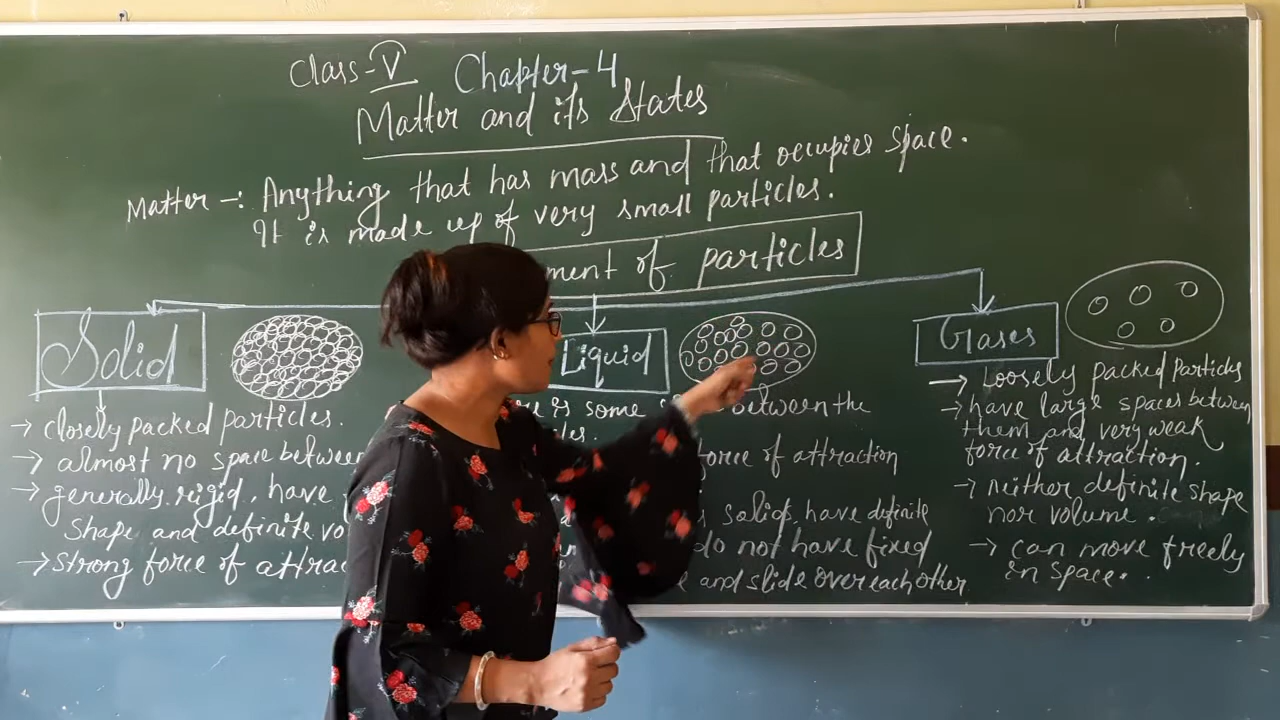 Class-V Chapter-4
Matter and its States
Matter -: Anything that has mass and that occupies space.
It is made up of very small particles.
ment of particles
Solid
Liquid
Gases
→ closely packed particles.
→ almost no space between
→ generally rigid, have
shape and definite vo
→ strong force of attrac
is some between the
force of attraction
solids, have definite
do not have fixed
and slide over each other
→ Loosely packed Particles
→ have large spaces between
them and very weak
force of attraction.
→ Neither definite shape
nor volume.
→ can move freely
in space.